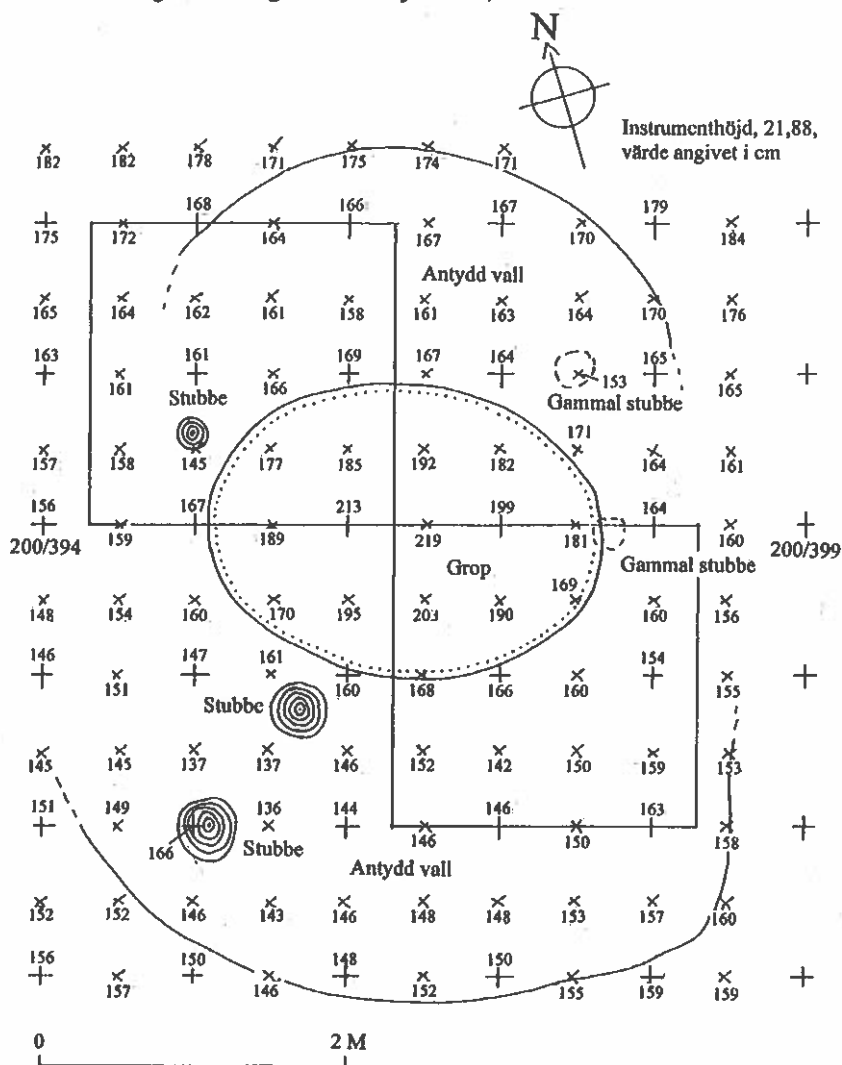 N
Instrumenthöjd, 21,88,
värde angivet i cm
182 182 178 171 175 174 171
168 166 167 179
175 172 164 167 170 184
Antydd vall
165 164 162 161 158 161 163 164 170 176
163 161 169 167 164 165
161 166 153 165
Stubbe Gammal stubbe
171
157 158 145 177 185 192 182 164 161
156 167 213 199 164
159 189 219 181 160
200/394 Grop Gammal stubbe 200/399
169
148 154 160 170 195 203 190 160 156
146 147 161 154
151 160 168 166 160 155
Stubbe
145 145 137 137 146 152 142 150 159 153
151 149 136 144 146 163
166 Stubbe 146 150 158
Antydd vall
152 152 146 143 146 148 148 153 157 160
156 150 148 150
157 146 152 155 159 159
0 2 M